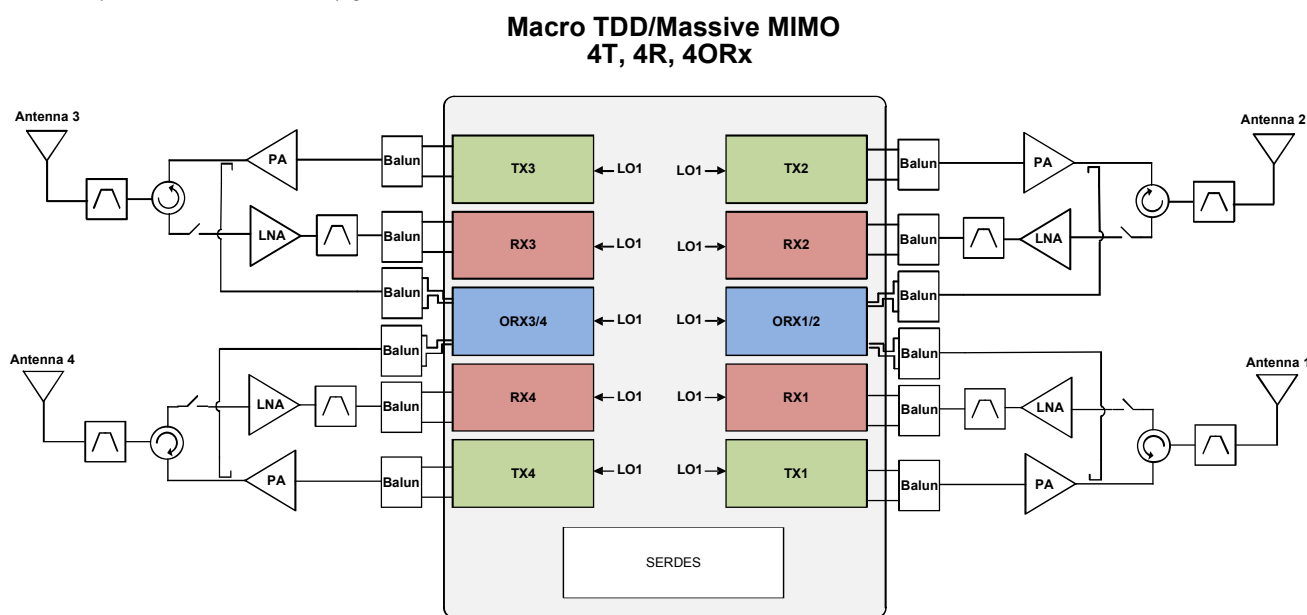 Macro TDD/Massive MIMO
4T, 4R, 4ORx
Antenna 3
Antenna 2
PA
Balun
TX3
LO1
LO1
TX2
Balun
PA
LNA
Balun
RX3
LO1
LO1
RX2
Balun
LNA
Balun
ORX3/4
LO1
LO1
ORX1/2
Balun
Balun
Balun
Antenna 4
Antenna 1
LNA
Balun
RX4
LO1
LO1
RX1
Balun
LNA
PA
Balun
TX4
LO1
LO1
TX1
Balun
PA
SERDES